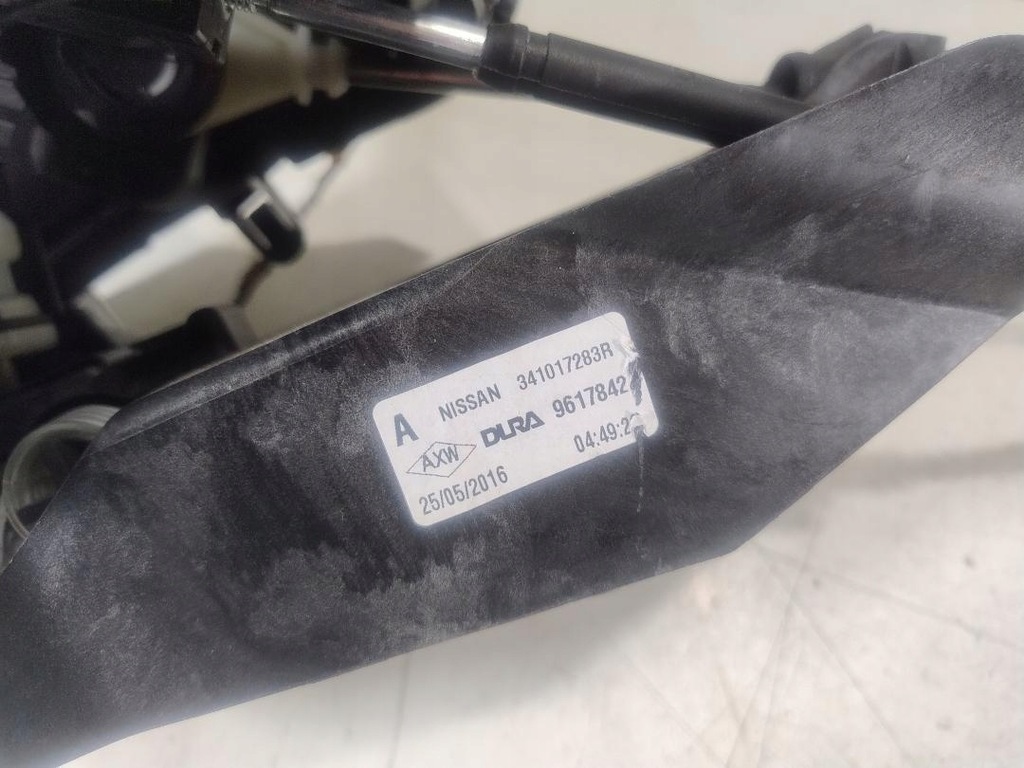 A NISSAN 341017283R
AXW DURA 9617842
25/05/2016 04:49:2